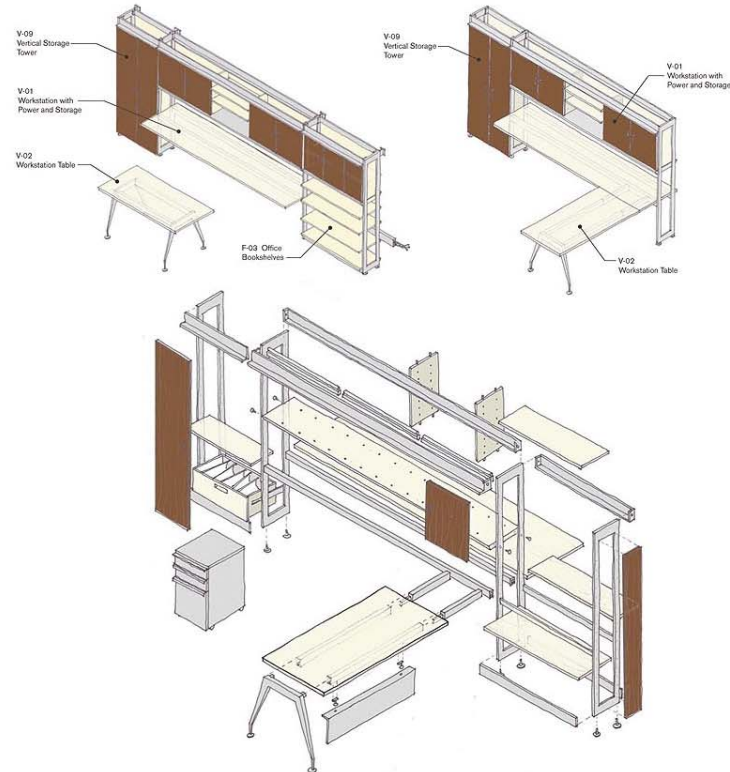 V-09
Vertical Storage
Tower
V-01
Workstation with
Power and Storage
V-02
Workstation Table
F-03 Office
Bookshelves
V-09
Vertical Storage
Tower
V-01
Workstation with
Power and Storage
V-02
Workstation Table